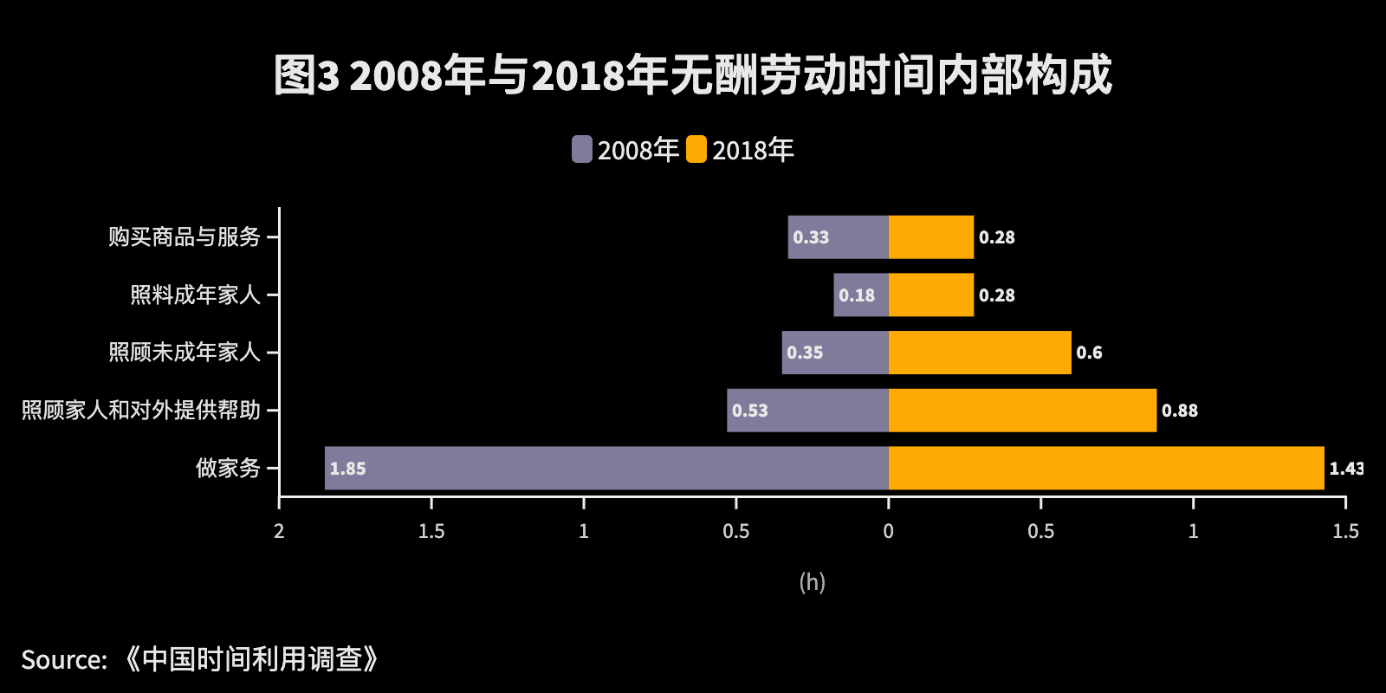 图3 2008年与2018年无酬劳动时间内部构成
2008年 2018年
购买商品与服务 0.33 0.28
照料成年家人 0.18 0.28
照顾未成年家人 0.35 0.6
照顾家人和对外提供帮助 0.53 0.88
做家务 1.85 1.43
2 1.5 1 0.5 0 0.5 1 1.5
(h)
Source: 《中国时间利用调查》